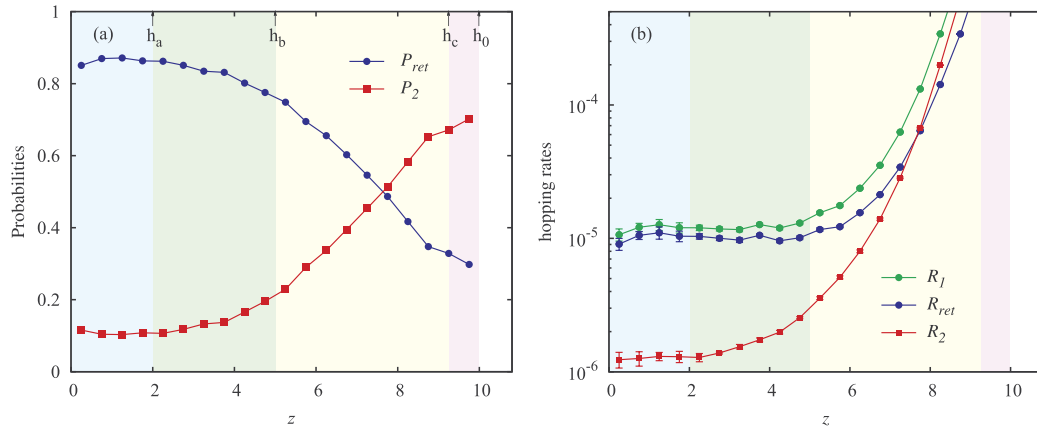 (a)
h_a h_b h_c h_0
P_ret
P_2
1
0.8
0.6
0.4
0.2
0
Probabilities
0 2 4 6 8 10
z
(b)
10^-4
10^-5
10^-6
hopping rates
R_1
R_ret
R_2
0 2 4 6 8 10
z